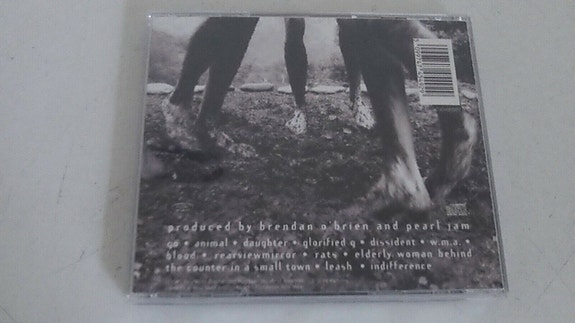 produced by brendan o'brien and pearl jam
go • animal • daughter • glorified g • dissident • w.m.a. •
blood • rearviewmirror • rats • elderly woman behind
the counter in a small town • leash • indifference